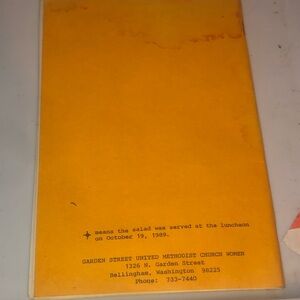 ✦ means the salad was served at the luncheon
on October 19, 1989.
GARDEN STREET UNITED METHODIST CHURCH WOMEN
1326 N. Garden Street
Bellingham, Washington 98225
Phone: 733-7440